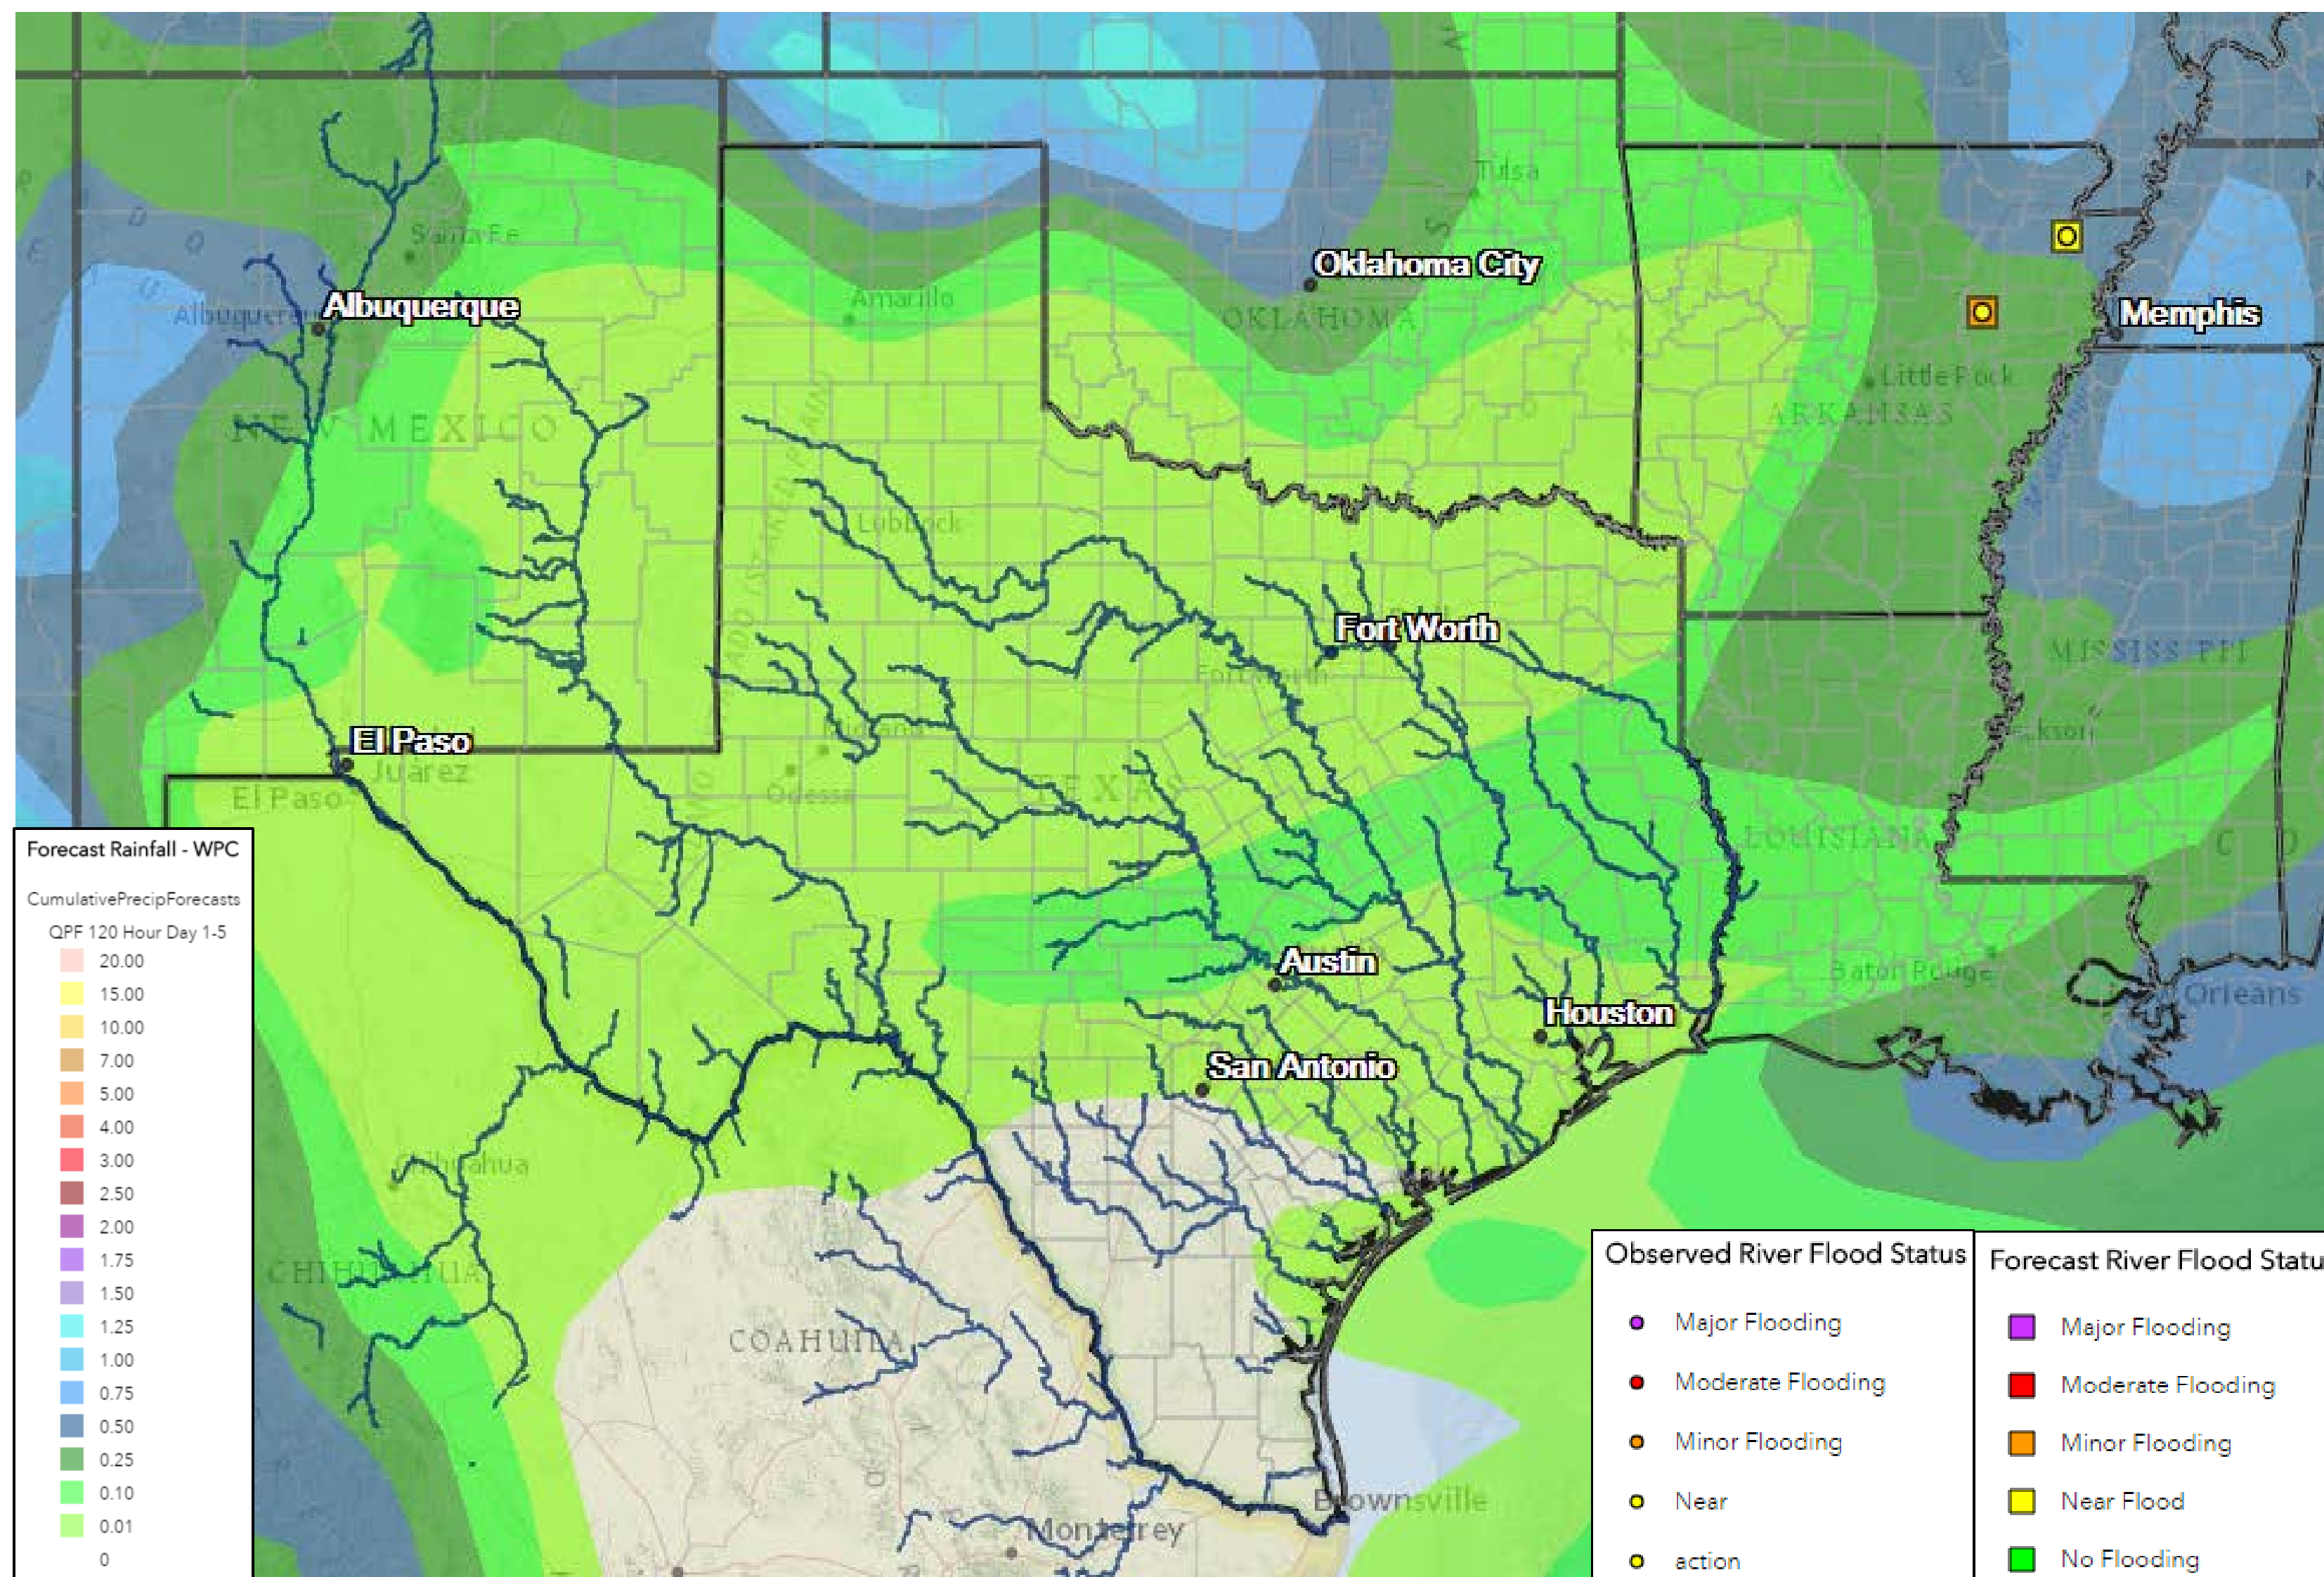 Tulsa
Santa Fe
Oklahoma City
Amarillo
OKLAHOMA
Albuquerque
Memphis
Little Rock
ARKANSAS
NEW MEXICO
Lubbock
Fort Worth
Fort Worth
MISSISSIPPI
El Paso
Juárez
El Paso
Midland
Odessa
TEXAS
LOUISIANA
Austin
Baton Rouge
Orleans
Houston
San Antonio
Chihuahua
CHIHUAHUA
COAHUILA
Brownsville
Monterrey
Forecast Rainfall - WPC
CumulativePrecipForecasts
QPF 120 Hour Day 1-5
20.00
15.00
10.00
7.00
5.00
4.00
3.00
2.50
2.00
1.75
1.50
1.25
1.00
0.75
0.50
0.25
0.10
0.01
0
Observed River Flood Status
Major Flooding
Moderate Flooding
Minor Flooding
Near
action
Forecast River Flood Statu
Major Flooding
Moderate Flooding
Minor Flooding
Near Flood
No Flooding